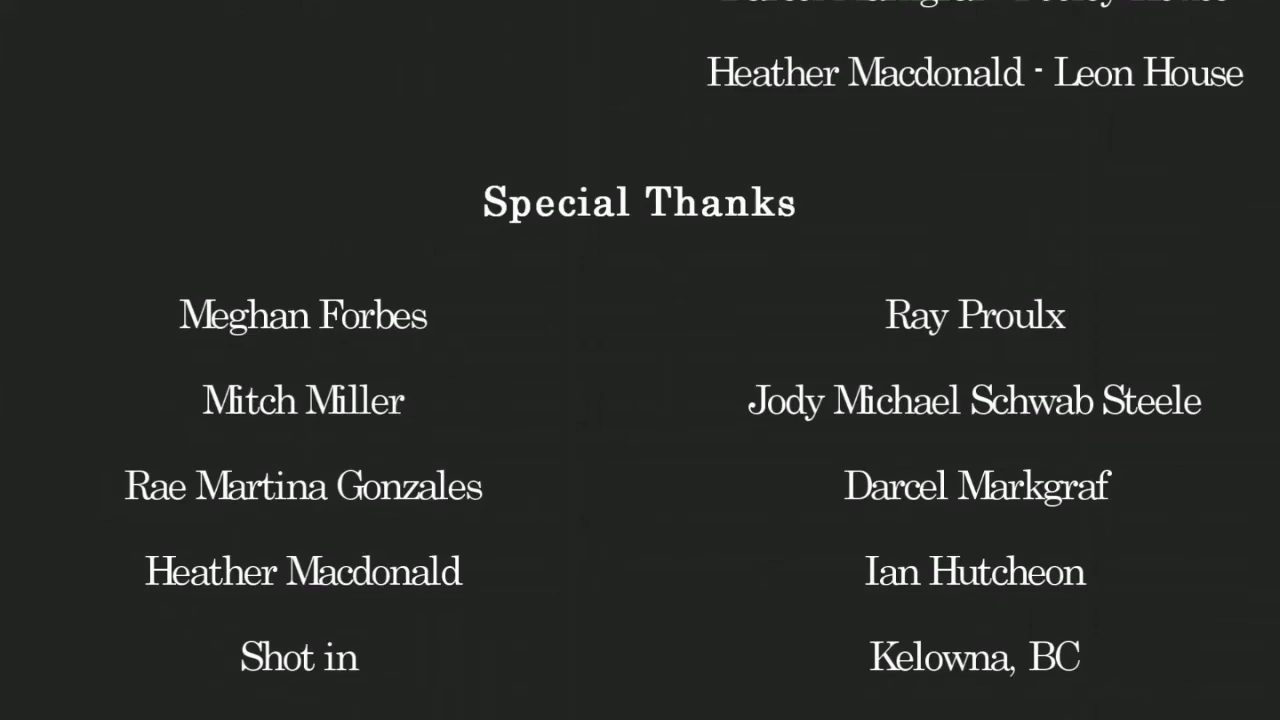 Heather Macdonald - Leon House
Special Thanks
Meghan Forbes Ray Proulx
Mitch Miller Jody Michael Schwab Steele
Rae Martina Gonzales Darcel Markgraf
Heather Macdonald Ian Hutcheon
Shot in Kelowna, BC